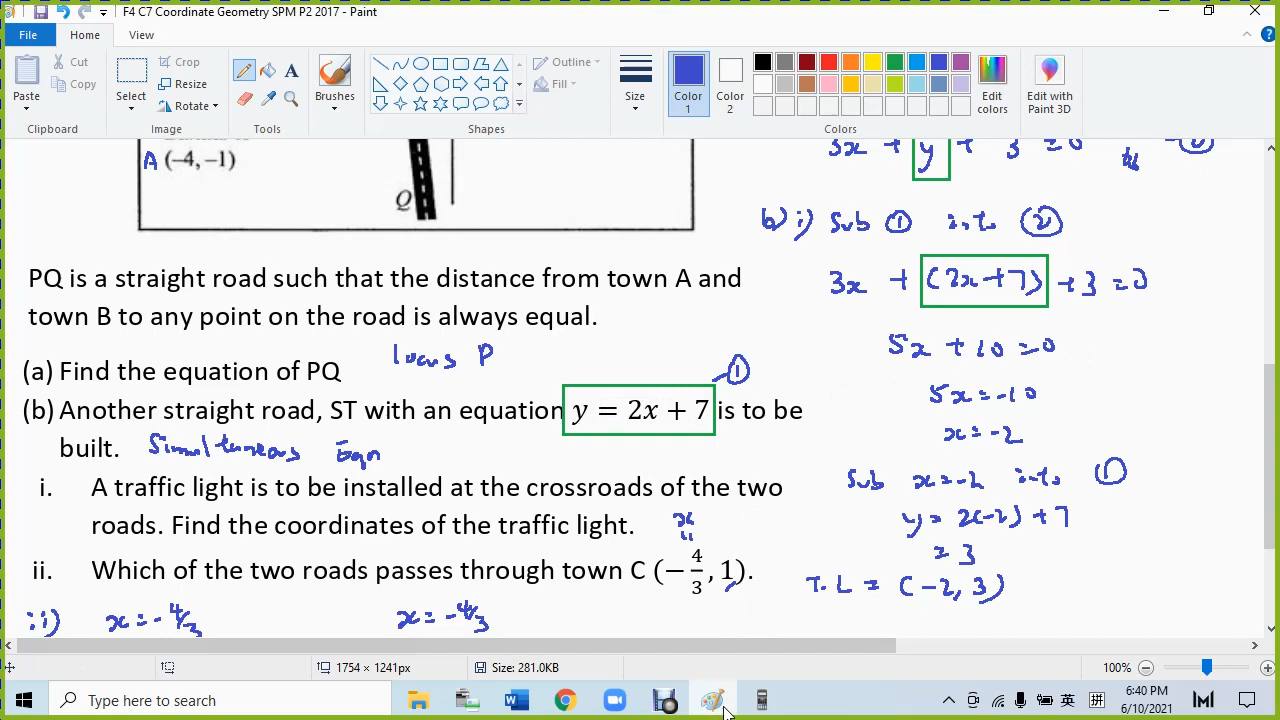 F4 C7 Coordinate Geometry SPM P2 2017 - Paint
File Home View
Paste Cut Copy Clipboard
Select Crop Resize Rotate Image
Tools
Brushes
Shapes Outline Fill
Size
Color 1 Color 2 Edit colors Edit with Paint 3D Colors
A (-4, -1)
Q
PQ is a straight road such that the distance from town A and
town B to any point on the road is always equal.
locus P
(a) Find the equation of PQ
①
(b) Another straight road, ST with an equation y = 2x + 7 is to be
built. Simultaneous Eqn
i. A traffic light is to be installed at the crossroads of the two
roads. Find the coordinates of the traffic light.
x
ii. Which of the two roads passes through town C (-4/3, 1).
ii) x = -4/3 x = -4/3
3x + y + 3 = 0
b) i) Sub ① into ②
3x + (2x+7) + 3 = 0
5x + 10 = 0
5x = -10
x = -2
Sub x = -2 into ①
y = 2(-2) + 7
= 3
T.L = (-2, 3)
1754 × 1241px Size: 281.0KB 100%
Type here to search
英 拼 6:40 PM
6/10/2021